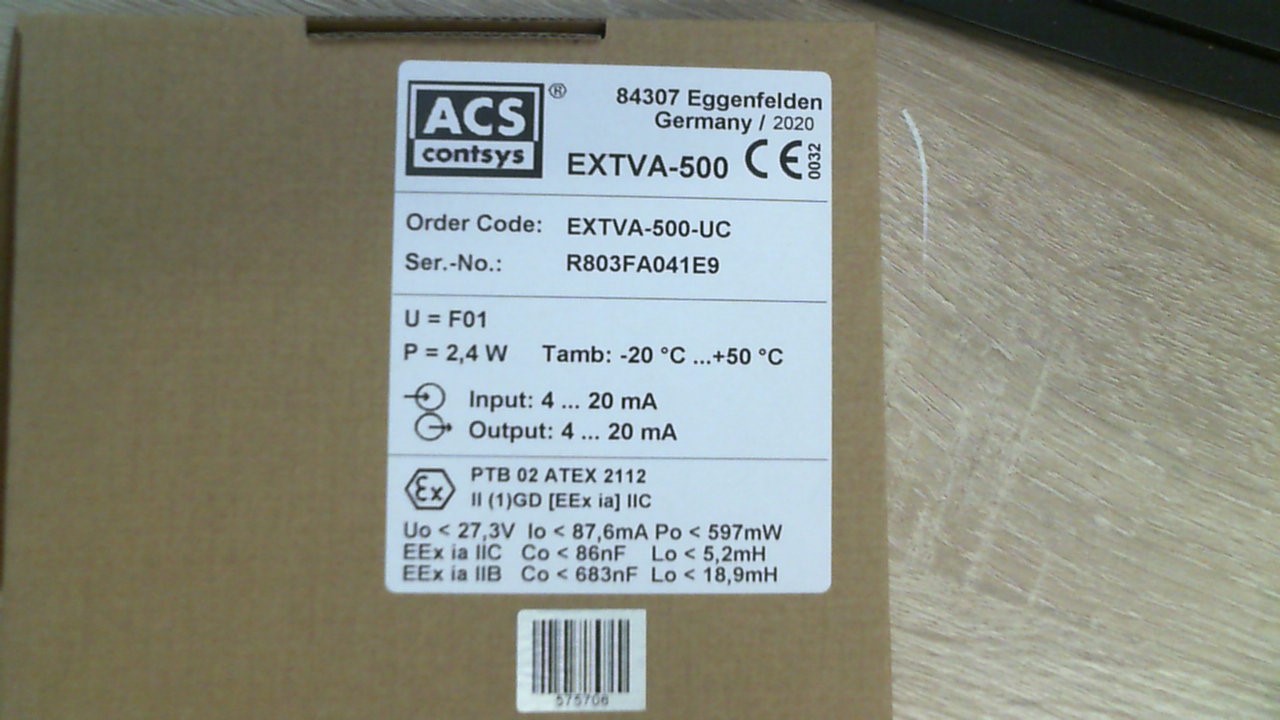 ACS
contsys
®
84307 Eggenfelden
Germany / 2020
EXTVA-500 CE 0032
Order Code: EXTVA-500-UC
Ser.-No.: R803FA041E9
U = F01
P = 2,4 W Tamb: -20 °C ...+50 °C
Input: 4 ... 20 mA
Output: 4 ... 20 mA
Ex PTB 02 ATEX 2112
II (1)GD [EEx ia] IIC
Uo < 27,3V Io < 87,6mA Po < 597mW
EEx ia IIC Co < 86nF Lo < 5,2mH
EEx ia IIB Co < 683nF Lo < 18,9mH
575706